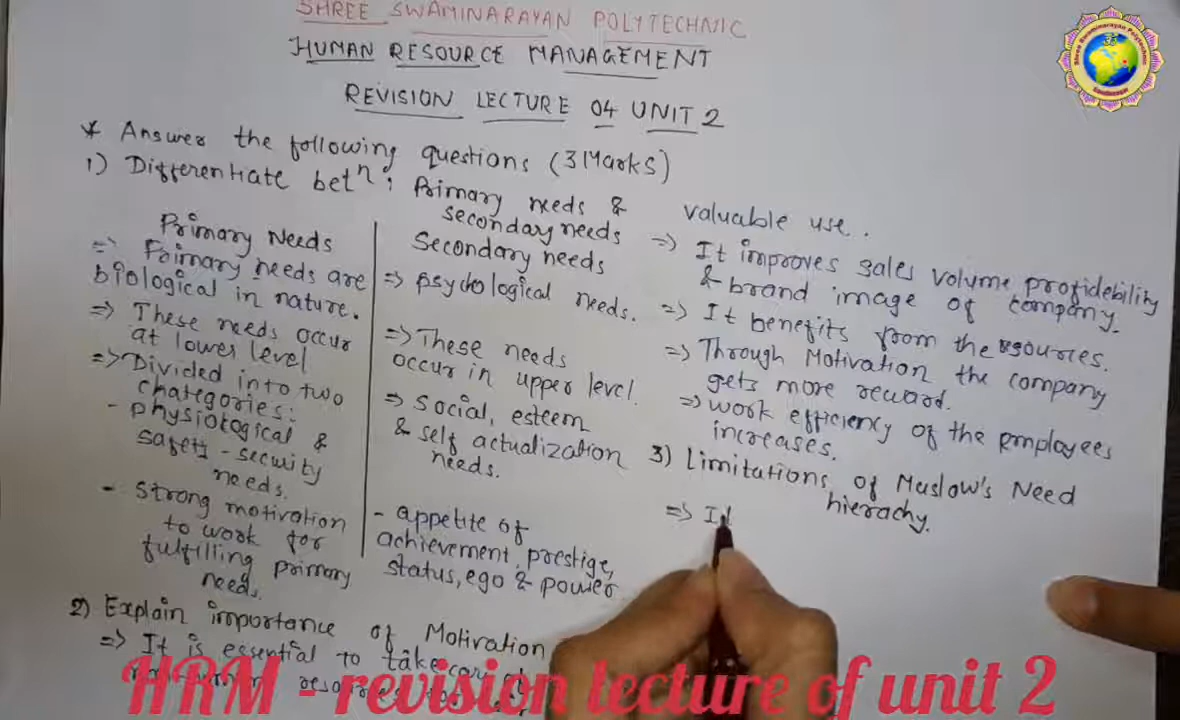 SHREE SWAMINARAYAN POLYTECHNIC
HUMAN RESOURCE MANAGEMENT
REVISION LECTURE 04 UNIT 2
* Answer the following questions (3 Marks)
1) Differentiate betn : Primary needs &
secondary needs
Primary Needs
=> Primary needs are
biological in nature.
=> These needs occur
at lower level
=> Divided into two
chategories:
- physiological &
safety - security
needs.
- Strong motivation
to work for
fulfilling primary
needs.
Secondary needs
=> psychological needs.
=> These needs
occur in upper level.
=> Social, esteem
& self actualization
needs.
- appetite of
achievement, prestige,
status, ego & power
2) Explain importance of Motivation
=> It is essential to take
valuable use.
=> It improves sales volume profidebility
& brand image of company.
=> It benefits from the resources.
=> Through Motivation the company
gets more reward.
=> work efficiency of the employees
increases.
3) Limitations of Maslow's Need
hierachy.
=> It
HRM - revision lecture of unit 2
Shree Swaminarayan Polytechnic
Gandhinagar